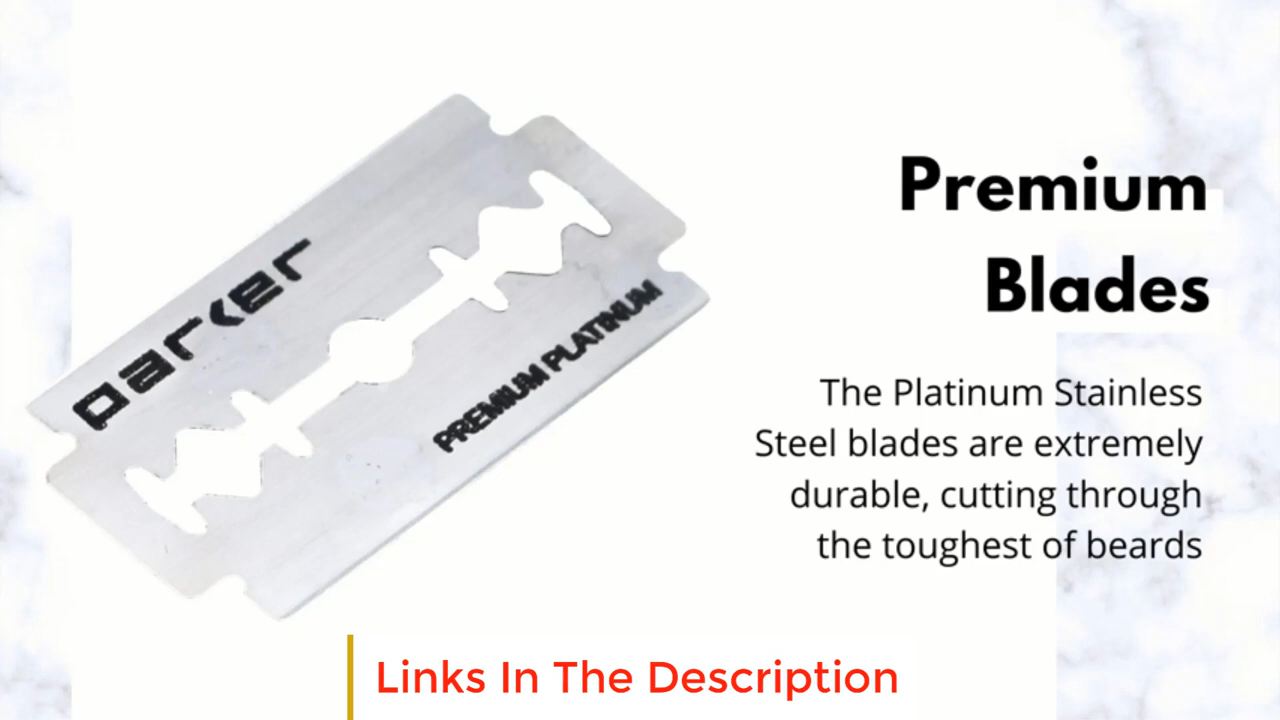 parker
PREMIUM PLATINUM
Premium
Blades
The Platinum Stainless
Steel blades are extremely
durable, cutting through
the toughest of beards
Links In The Description